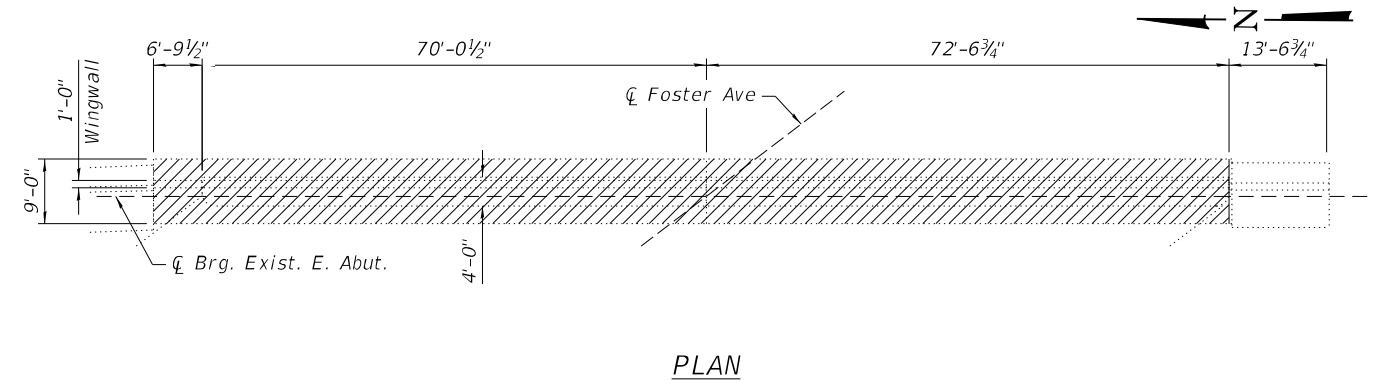 N
6'-9½"
70'-0½"
72'-6¾"
13'-6¾"
1'-0"
Wingwall
℄ Foster Ave
9'-0"
℄ Brg. Exist. E. Abut.
4'-0"
PLAN